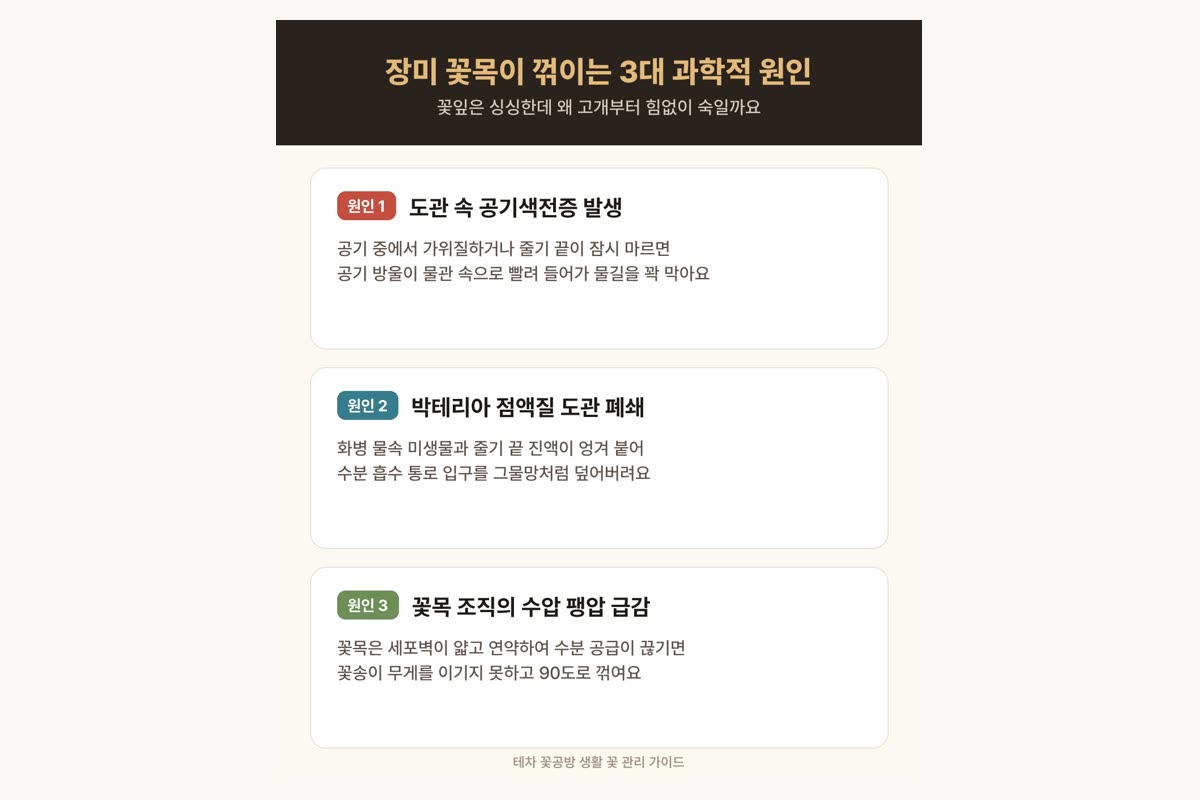 장미 꽃목이 꺾이는 3대 과학적 원인
꽃잎은 싱싱한데 왜 고개부터 힘없이 숙일까요
원인 1 도관 속 공기색전증 발생
공기 중에서 가위질하거나 줄기 끝이 잠시 마르면
공기 방울이 물관 속으로 빨려 들어가 물길을 꽉 막아요
원인 2 박테리아 점액질 도관 폐쇄
화병 물속 미생물과 줄기 끝 진액이 엉겨 붙어
수분 흡수 통로 입구를 그물망처럼 덮어버려요
원인 3 꽃목 조직의 수압 팽압 급감
꽃목은 세포벽이 얇고 연약하여 수분 공급이 끊기면
꽃송이 무게를 이기지 못하고 90도로 꺾여요
테차 꽃공방 생활 꽃 관리 가이드